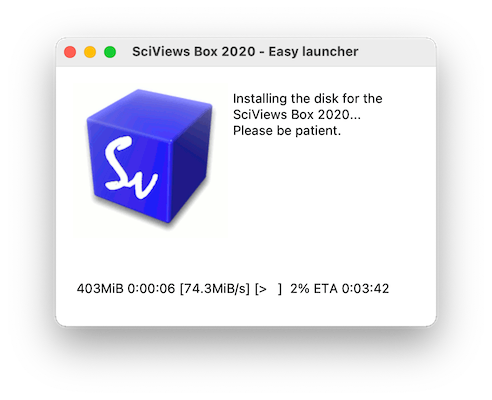 SciViews Box 2020 - Easy launcher
Installing the disk for the
SciViews Box 2020...
Please be patient.
Sv
403MiB 0:00:06 [74.3MiB/s] [>   ]  2% ETA 0:03:42